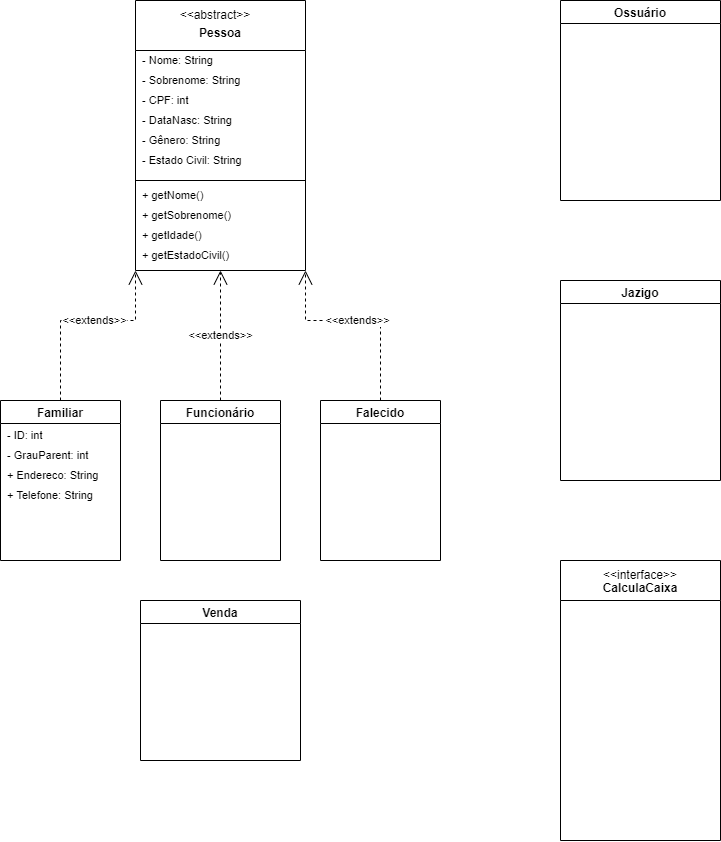 <<abstract>>
Pessoa
- Nome: String
- Sobrenome: String
- CPF: int
- DataNasc: String
- Gênero: String
- Estado Civil: String
+ getNome()
+ getSobrenome()
+ getIdade()
+ getEstadoCivil()
<<extends>>
<<extends>>
<<extends>>
Familiar
- ID: int
- GrauParent: int
+ Endereco: String
+ Telefone: String
Funcionário
Falecido
Venda
Ossuário
Jazigo
<<interface>>
CalculaCaixa